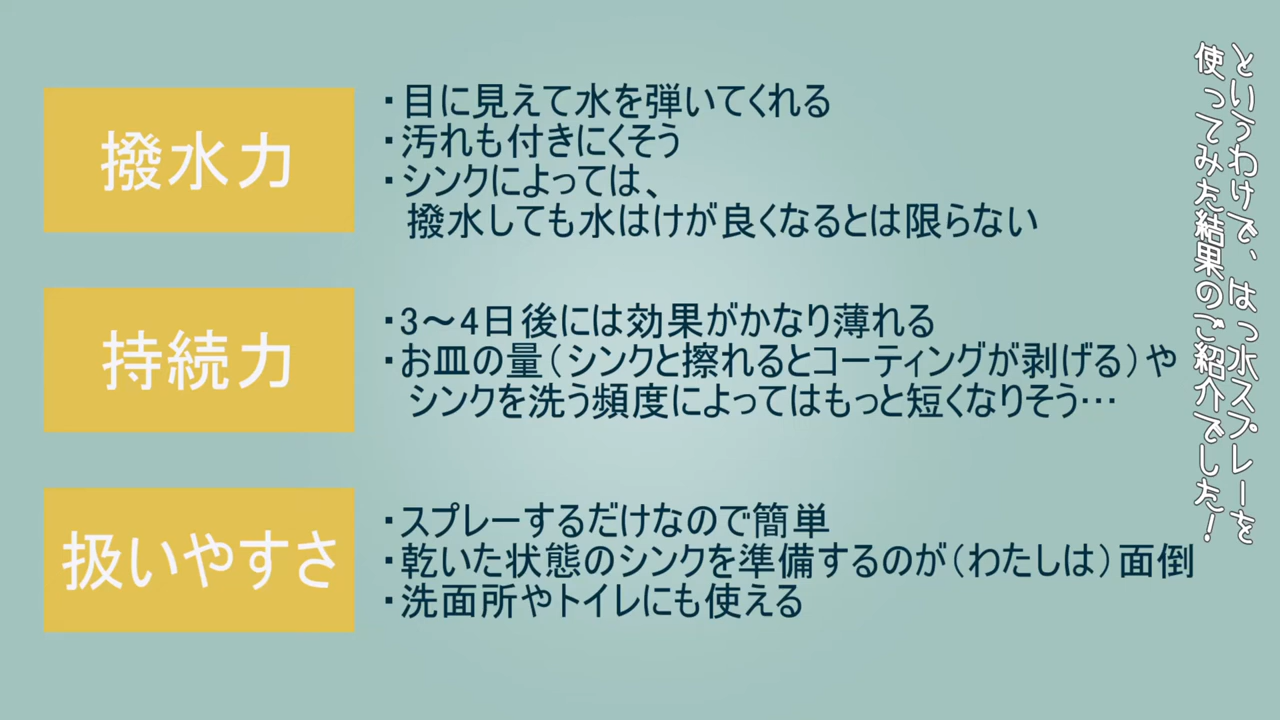 撥水力
・目に見えて水を弾いてくれる
・汚れも付きにくそう
・シンクによっては、
撥水しても水はけが良くなるとは限らない
持続力
・3～4日後には効果がかなり薄れる
・お皿の量（シンクと擦れるとコーティングが剥げる）や
シンクを洗う頻度によってはもっと短くなりそう…
扱いやすさ
・スプレーするだけなので簡単
・乾いた状態のシンクを準備するのが（わたしは）面倒
・洗面所やトイレにも使える
というわけで、はっ水スプレーを
使ってみた結果のご紹介でした！